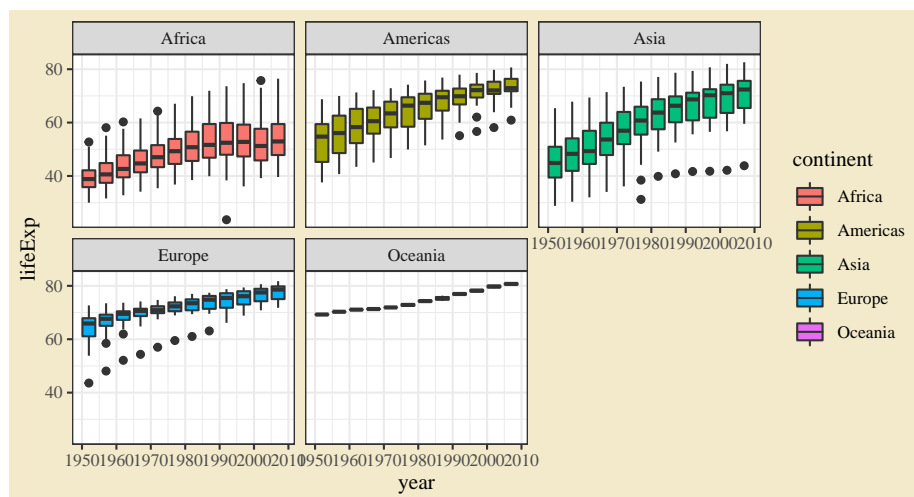 Africa Americas Asia
80
60
40
lifeExp
continent
Africa
Americas
Asia
Europe
Oceania
1950196019701980199020002010
Europe Oceania
80
60
40
1950196019701980199020002010 1950196019701980199020002010
year